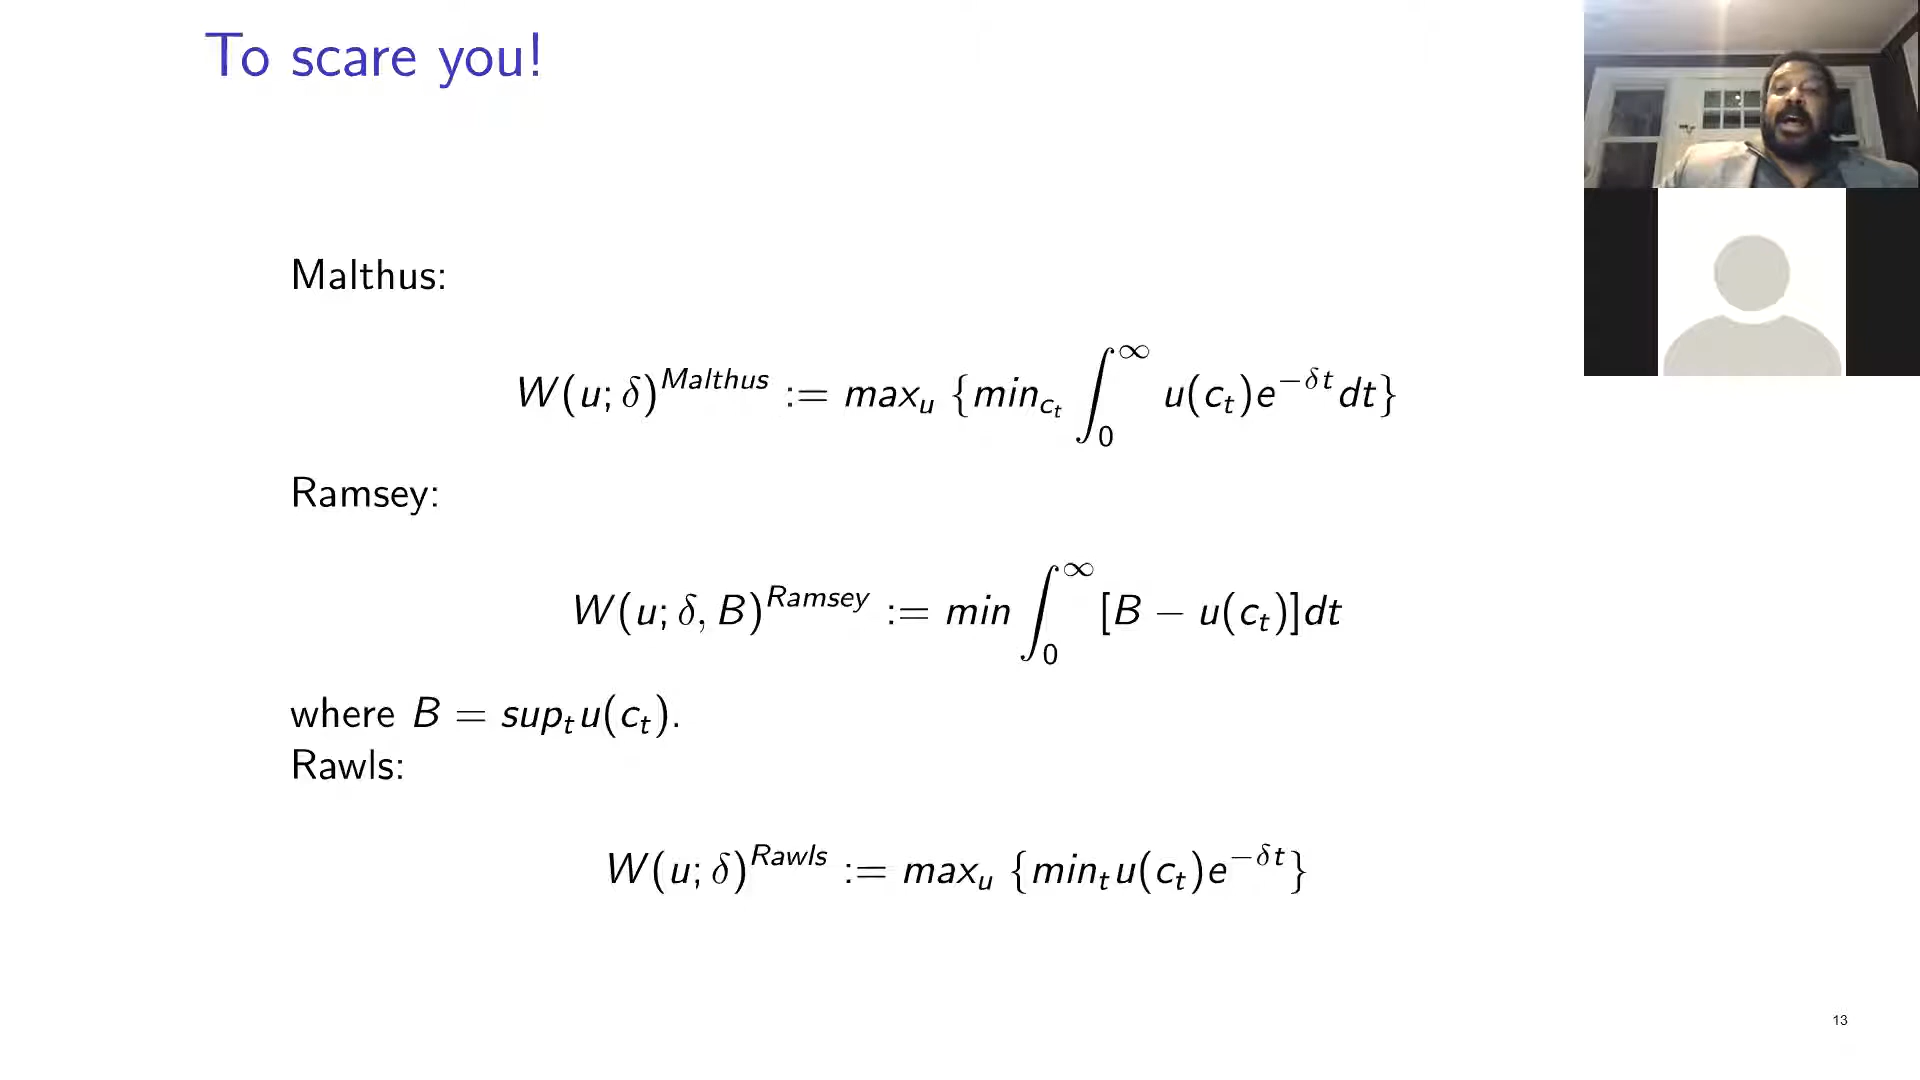 To scare you!
Malthus:
W(u; δ)^{Malthus} := max_u {min_{c_t} ∫_0^∞ u(c_t)e^{−δt}dt}
Ramsey:
W(u; δ, B)^{Ramsey} := min ∫_0^∞ [B − u(c_t)]dt
where B = sup_t u(c_t).
Rawls:
W(u; δ)^{Rawls} := max_u {min_t u(c_t)e^{−δt}}
13